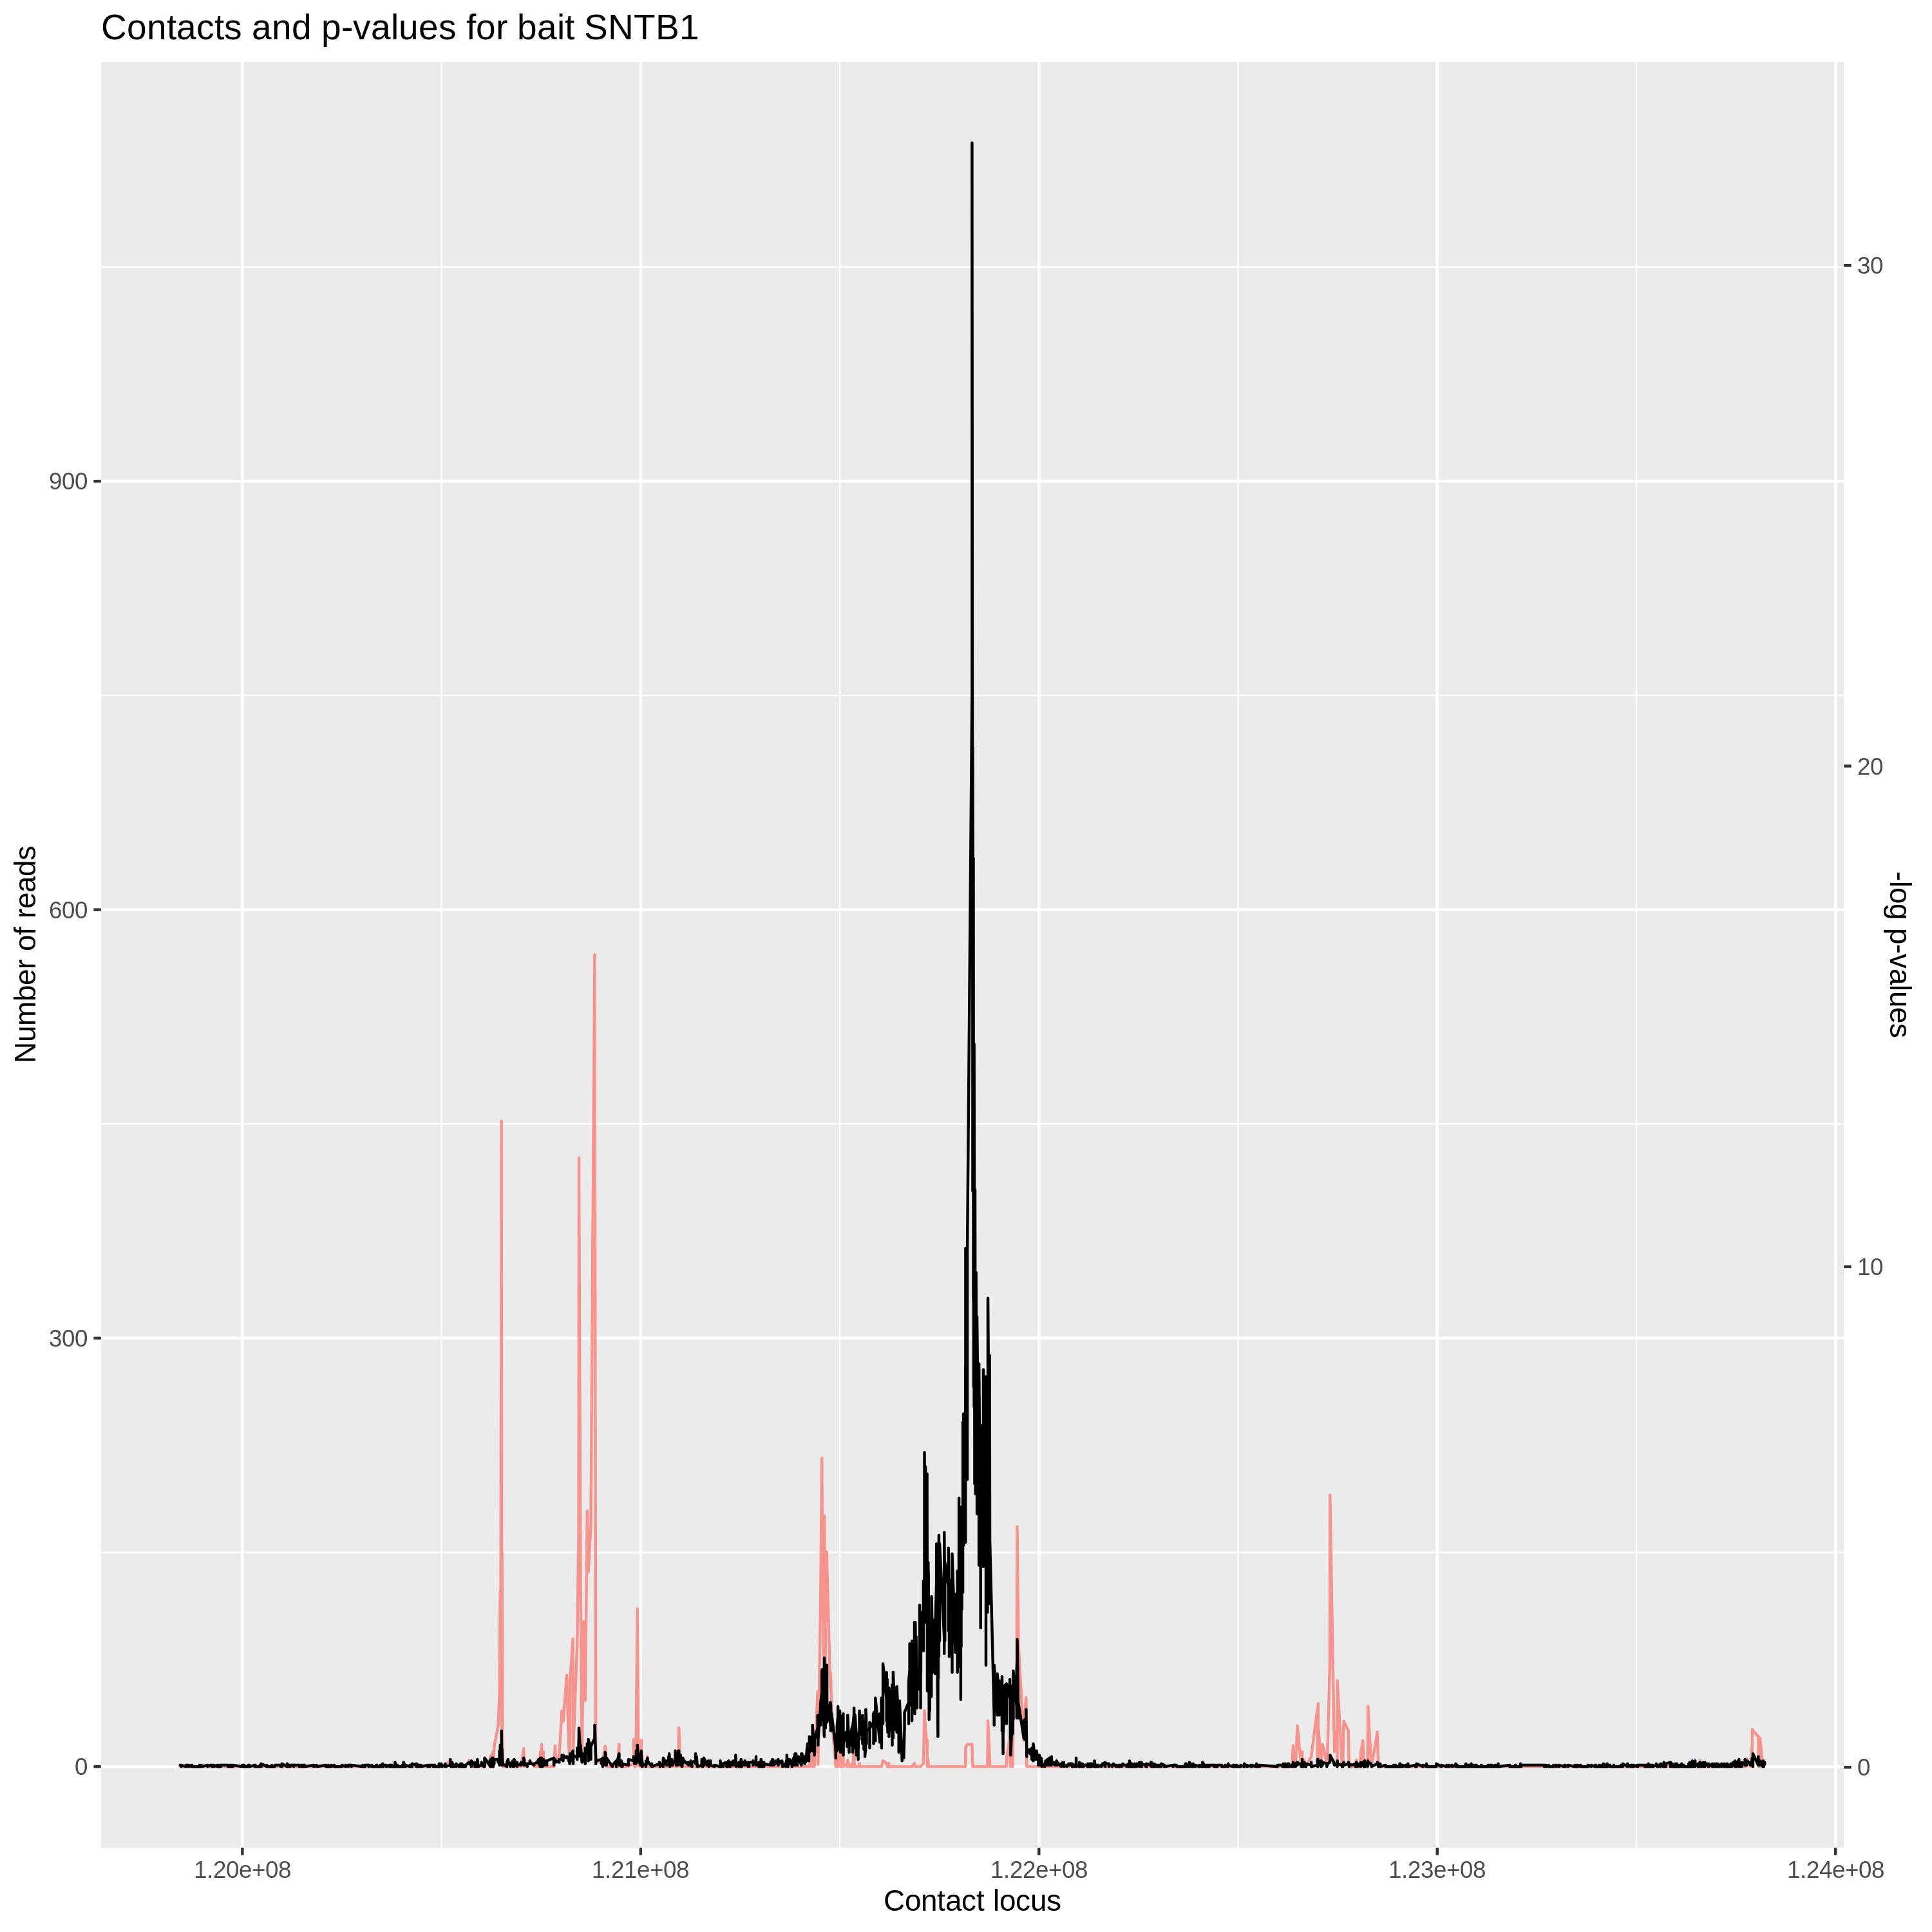 Contacts and p-values for bait SNTB1
900
600
300
0
Number of reads
30
20
10
0
-log p-values
1.20e+08
1.21e+08
1.22e+08
1.23e+08
1.24e+08
Contact locus